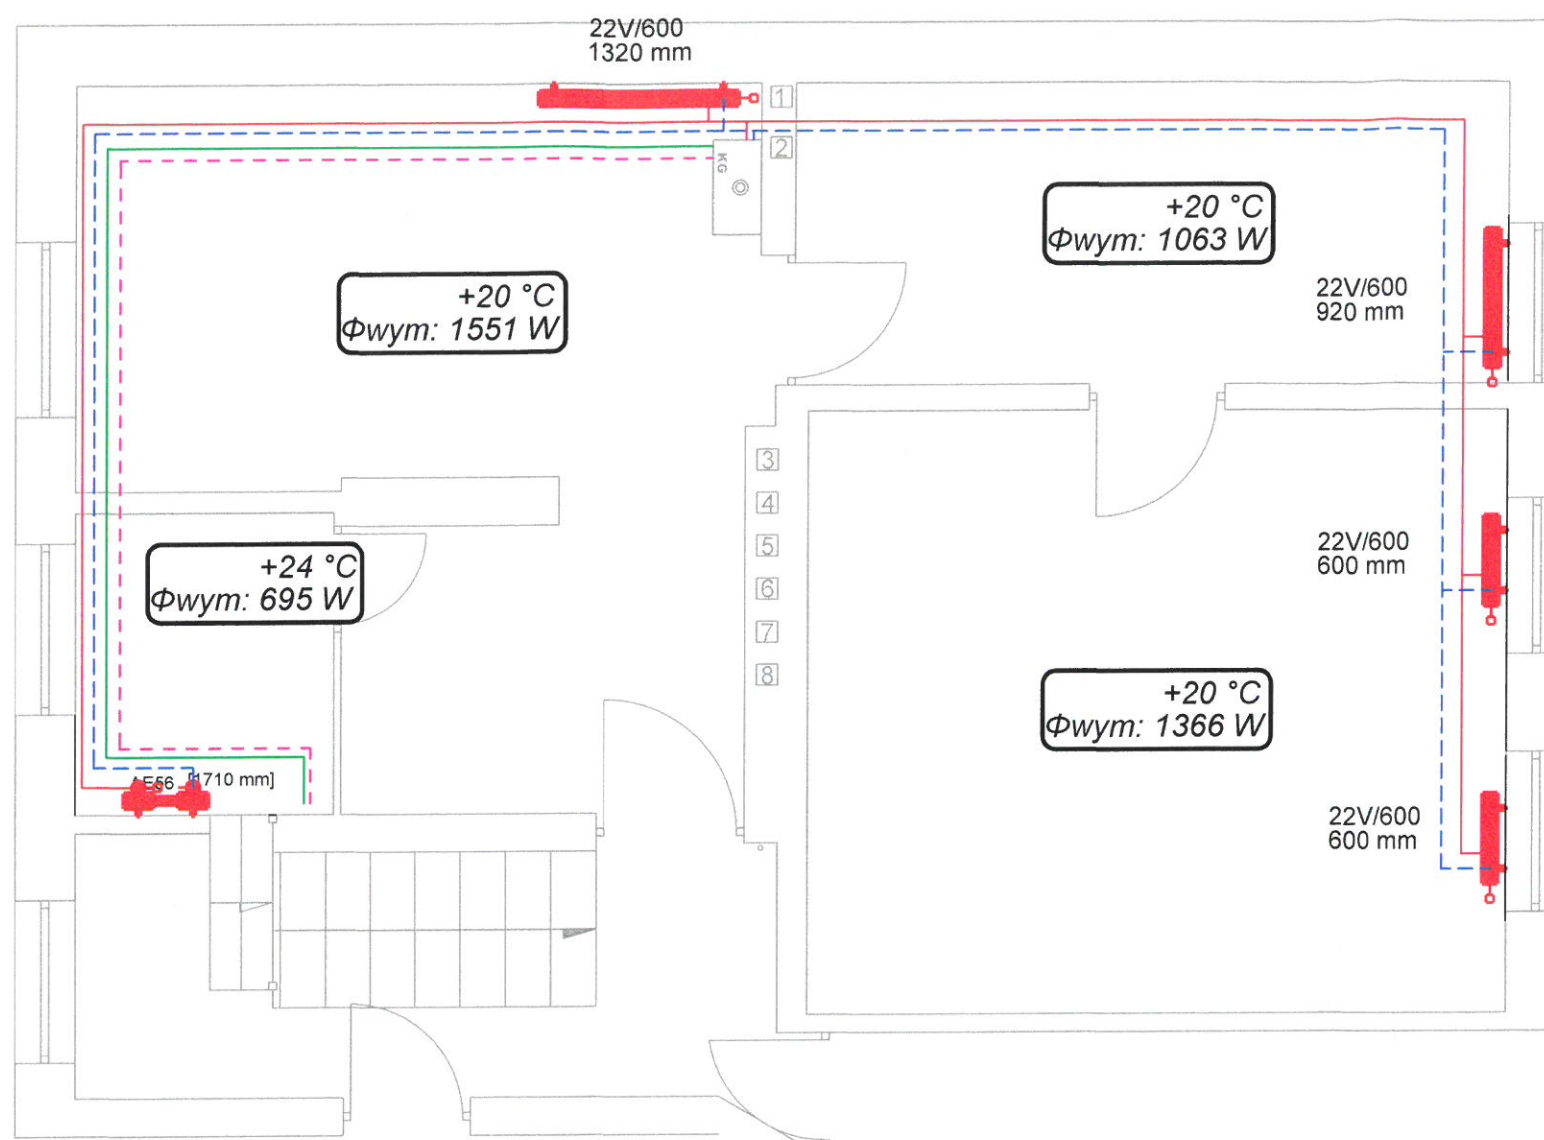 22V/600
1320 mm
1
2
KG
+20 °C
Φwym: 1063 W
+20 °C
Φwym: 1551 W
22V/600
920 mm
3
4
5
6
7
8
22V/600
600 mm
+24 °C
Φwym: 695 W
+20 °C
Φwym: 1366 W
[1710 mm]
22V/600
600 mm